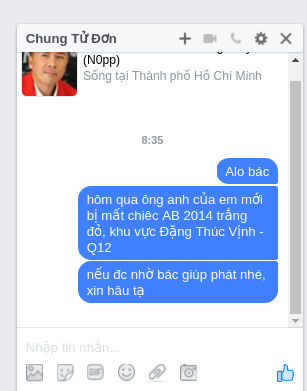 Chung Tử Đơn
(N0pp)
Sống tại Thành phố Hồ Chí Minh
8:35
Alo bác
hôm qua ông anh của em mới
bị mất chiêc AB 2014 trắng
đỏ, khu vực Đặng Thúc Vịnh -
Q12
nếu đc nhờ bác giúp phát nhé,
xin hâu tạ
Nhập tin nhắn...
GIF